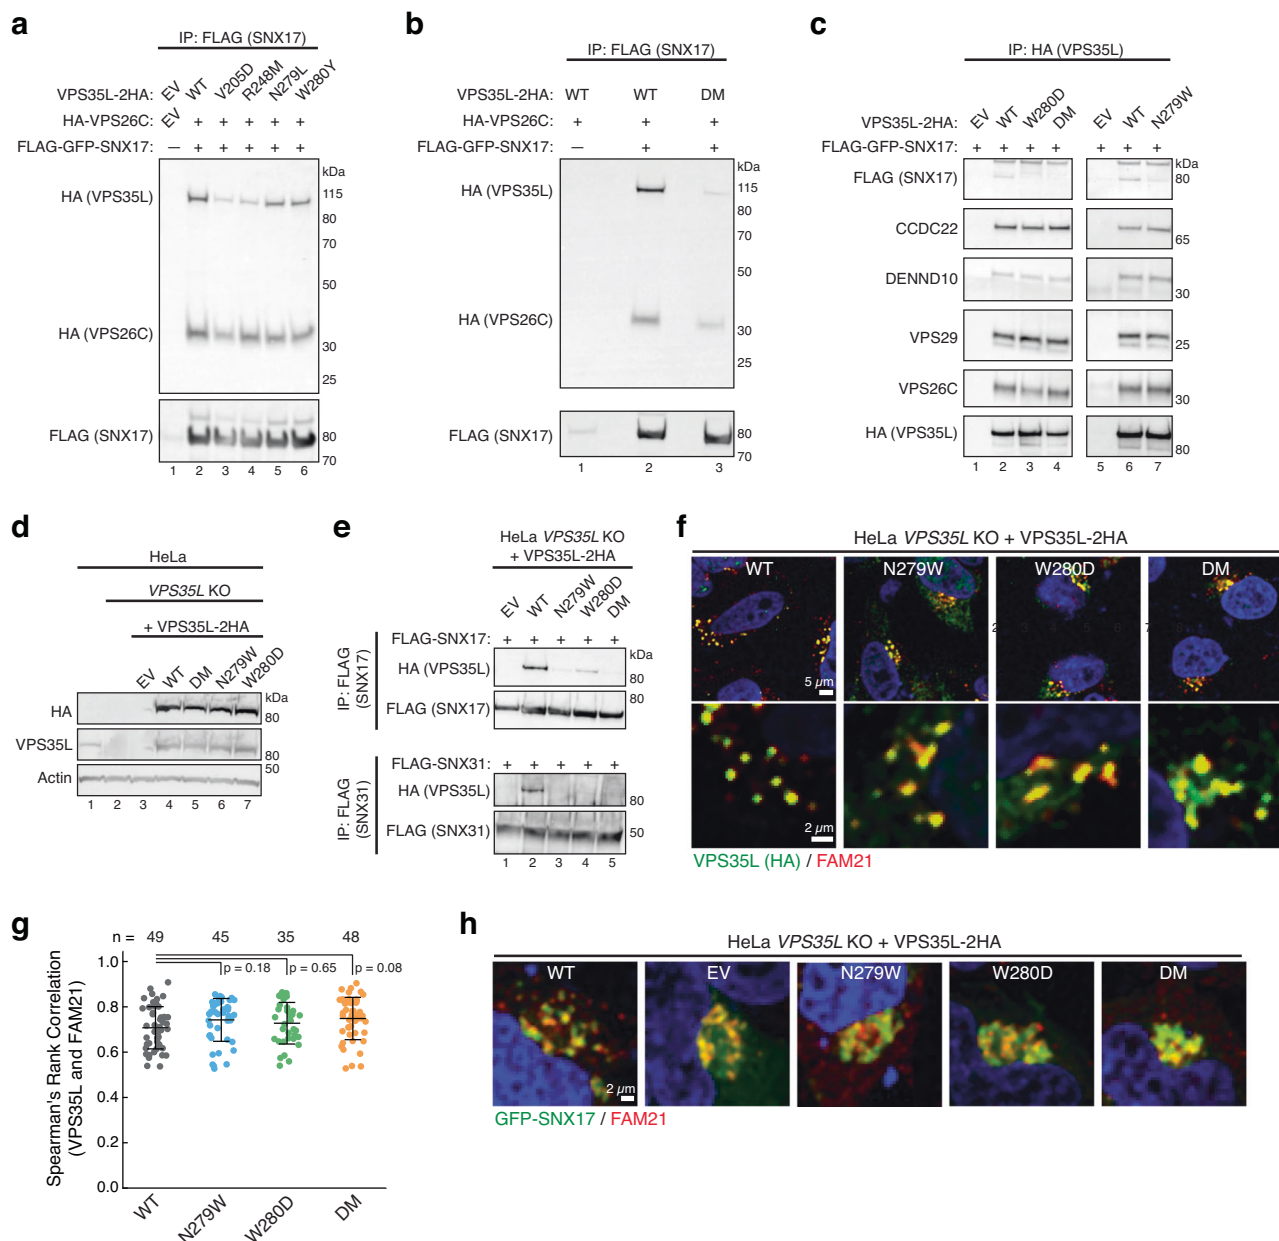 a
IP: FLAG (SNX17)
VPS35L-2HA: EV WT V205D R248M N279L W280Y
HA-VPS26C: EV + + + + +
FLAG-GFP-SNX17: — + + + + +
kDa
HA (VPS35L)
115
80
70
50
HA (VPS26C)
30
25
FLAG (SNX17)
80
70
1 2 3 4 5 6
b
IP: FLAG (SNX17)
VPS35L-2HA: WT WT DM
HA-VPS26C: + + +
FLAG-GFP-SNX17: — + +
kDa
HA (VPS35L)
115
80
70
50
HA (VPS26C)
30
25
FLAG (SNX17)
80
70
1 2 3
c
IP: HA (VPS35L)
VPS35L-2HA: EV WT W280D DM EV WT N279W
FLAG-GFP-SNX17: + + + + + + +
kDa
FLAG (SNX17) 80
CCDC22 65
DENND10 30
VPS29 25
VPS26C 30
HA (VPS35L) 80
1 2 3 4 5 6 7
d
HeLa
VPS35L KO
+ VPS35L-2HA
EV WT DM N279W W280D
kDa
HA 80
VPS35L 80
50
Actin
1 2 3 4 5 6 7
e
HeLa VPS35L KO
+ VPS35L-2HA
EV WT N279W W280D DM
IP: FLAG (SNX17)
FLAG-SNX17: + + + + +
kDa
HA (VPS35L) 80
FLAG (SNX17) 80
IP: FLAG (SNX31)
FLAG-SNX31: + + + + +
HA (VPS35L) 80
FLAG (SNX31) 50
1 2 3 4 5
f
HeLa VPS35L KO + VPS35L-2HA
WT N279W W280D DM
5 µm
2 µm
VPS35L (HA) / FAM21
g
n = 49 45 35 48
p = 0.18 p = 0.65 p = 0.08
Spearman's Rank Correlation
(VPS35L and FAM21)
1.0
0.8
0.6
0.4
0.2
0.0
WT N279W W280D DM
h
HeLa VPS35L KO + VPS35L-2HA
WT EV N279W W280D DM
2 µm
GFP-SNX17 / FAM21